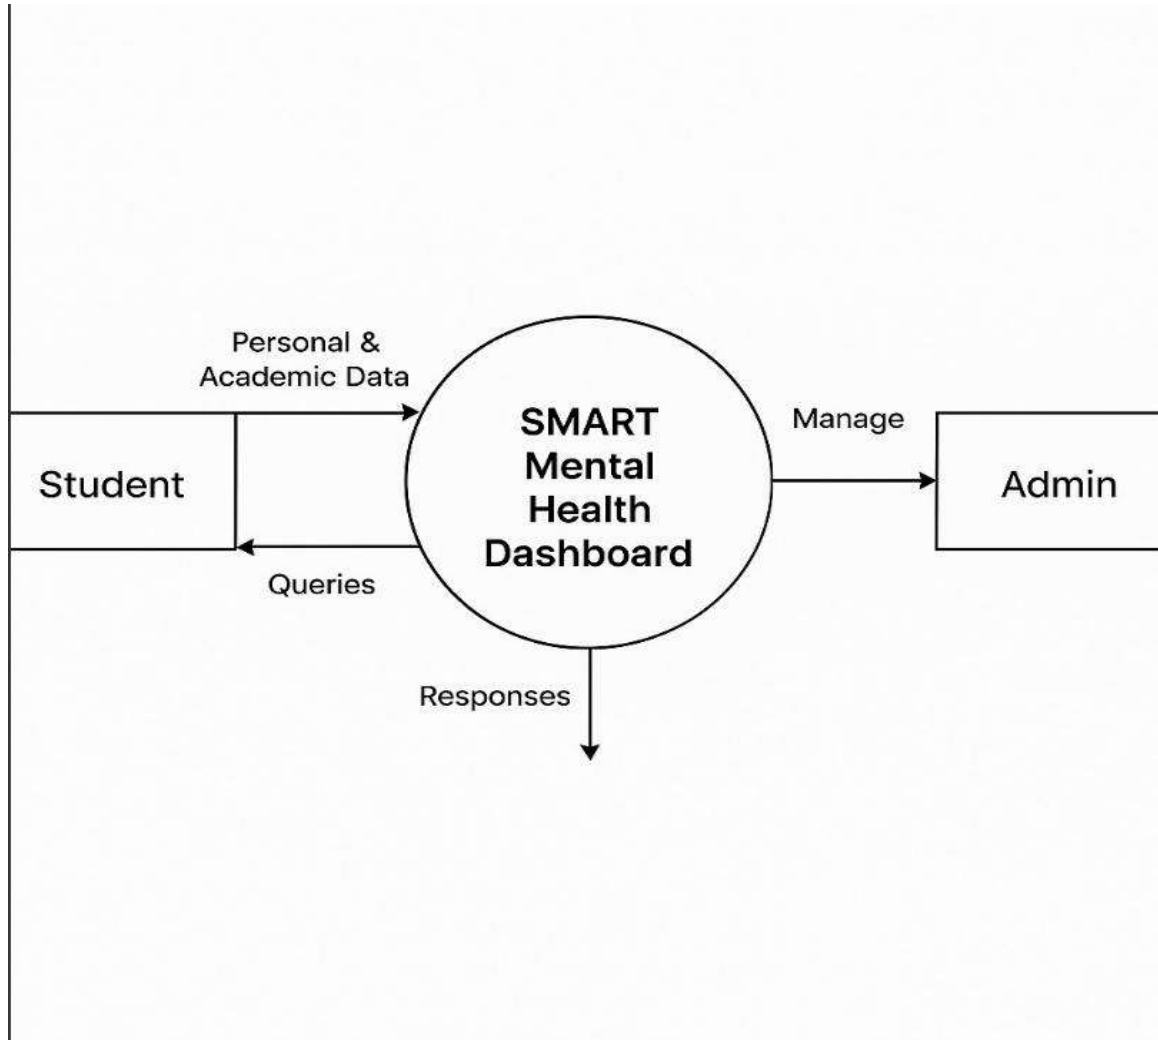 Personal &
Academic Data
Student
Queries
SMART
Mental
Health
Dashboard
Manage
Admin
Responses